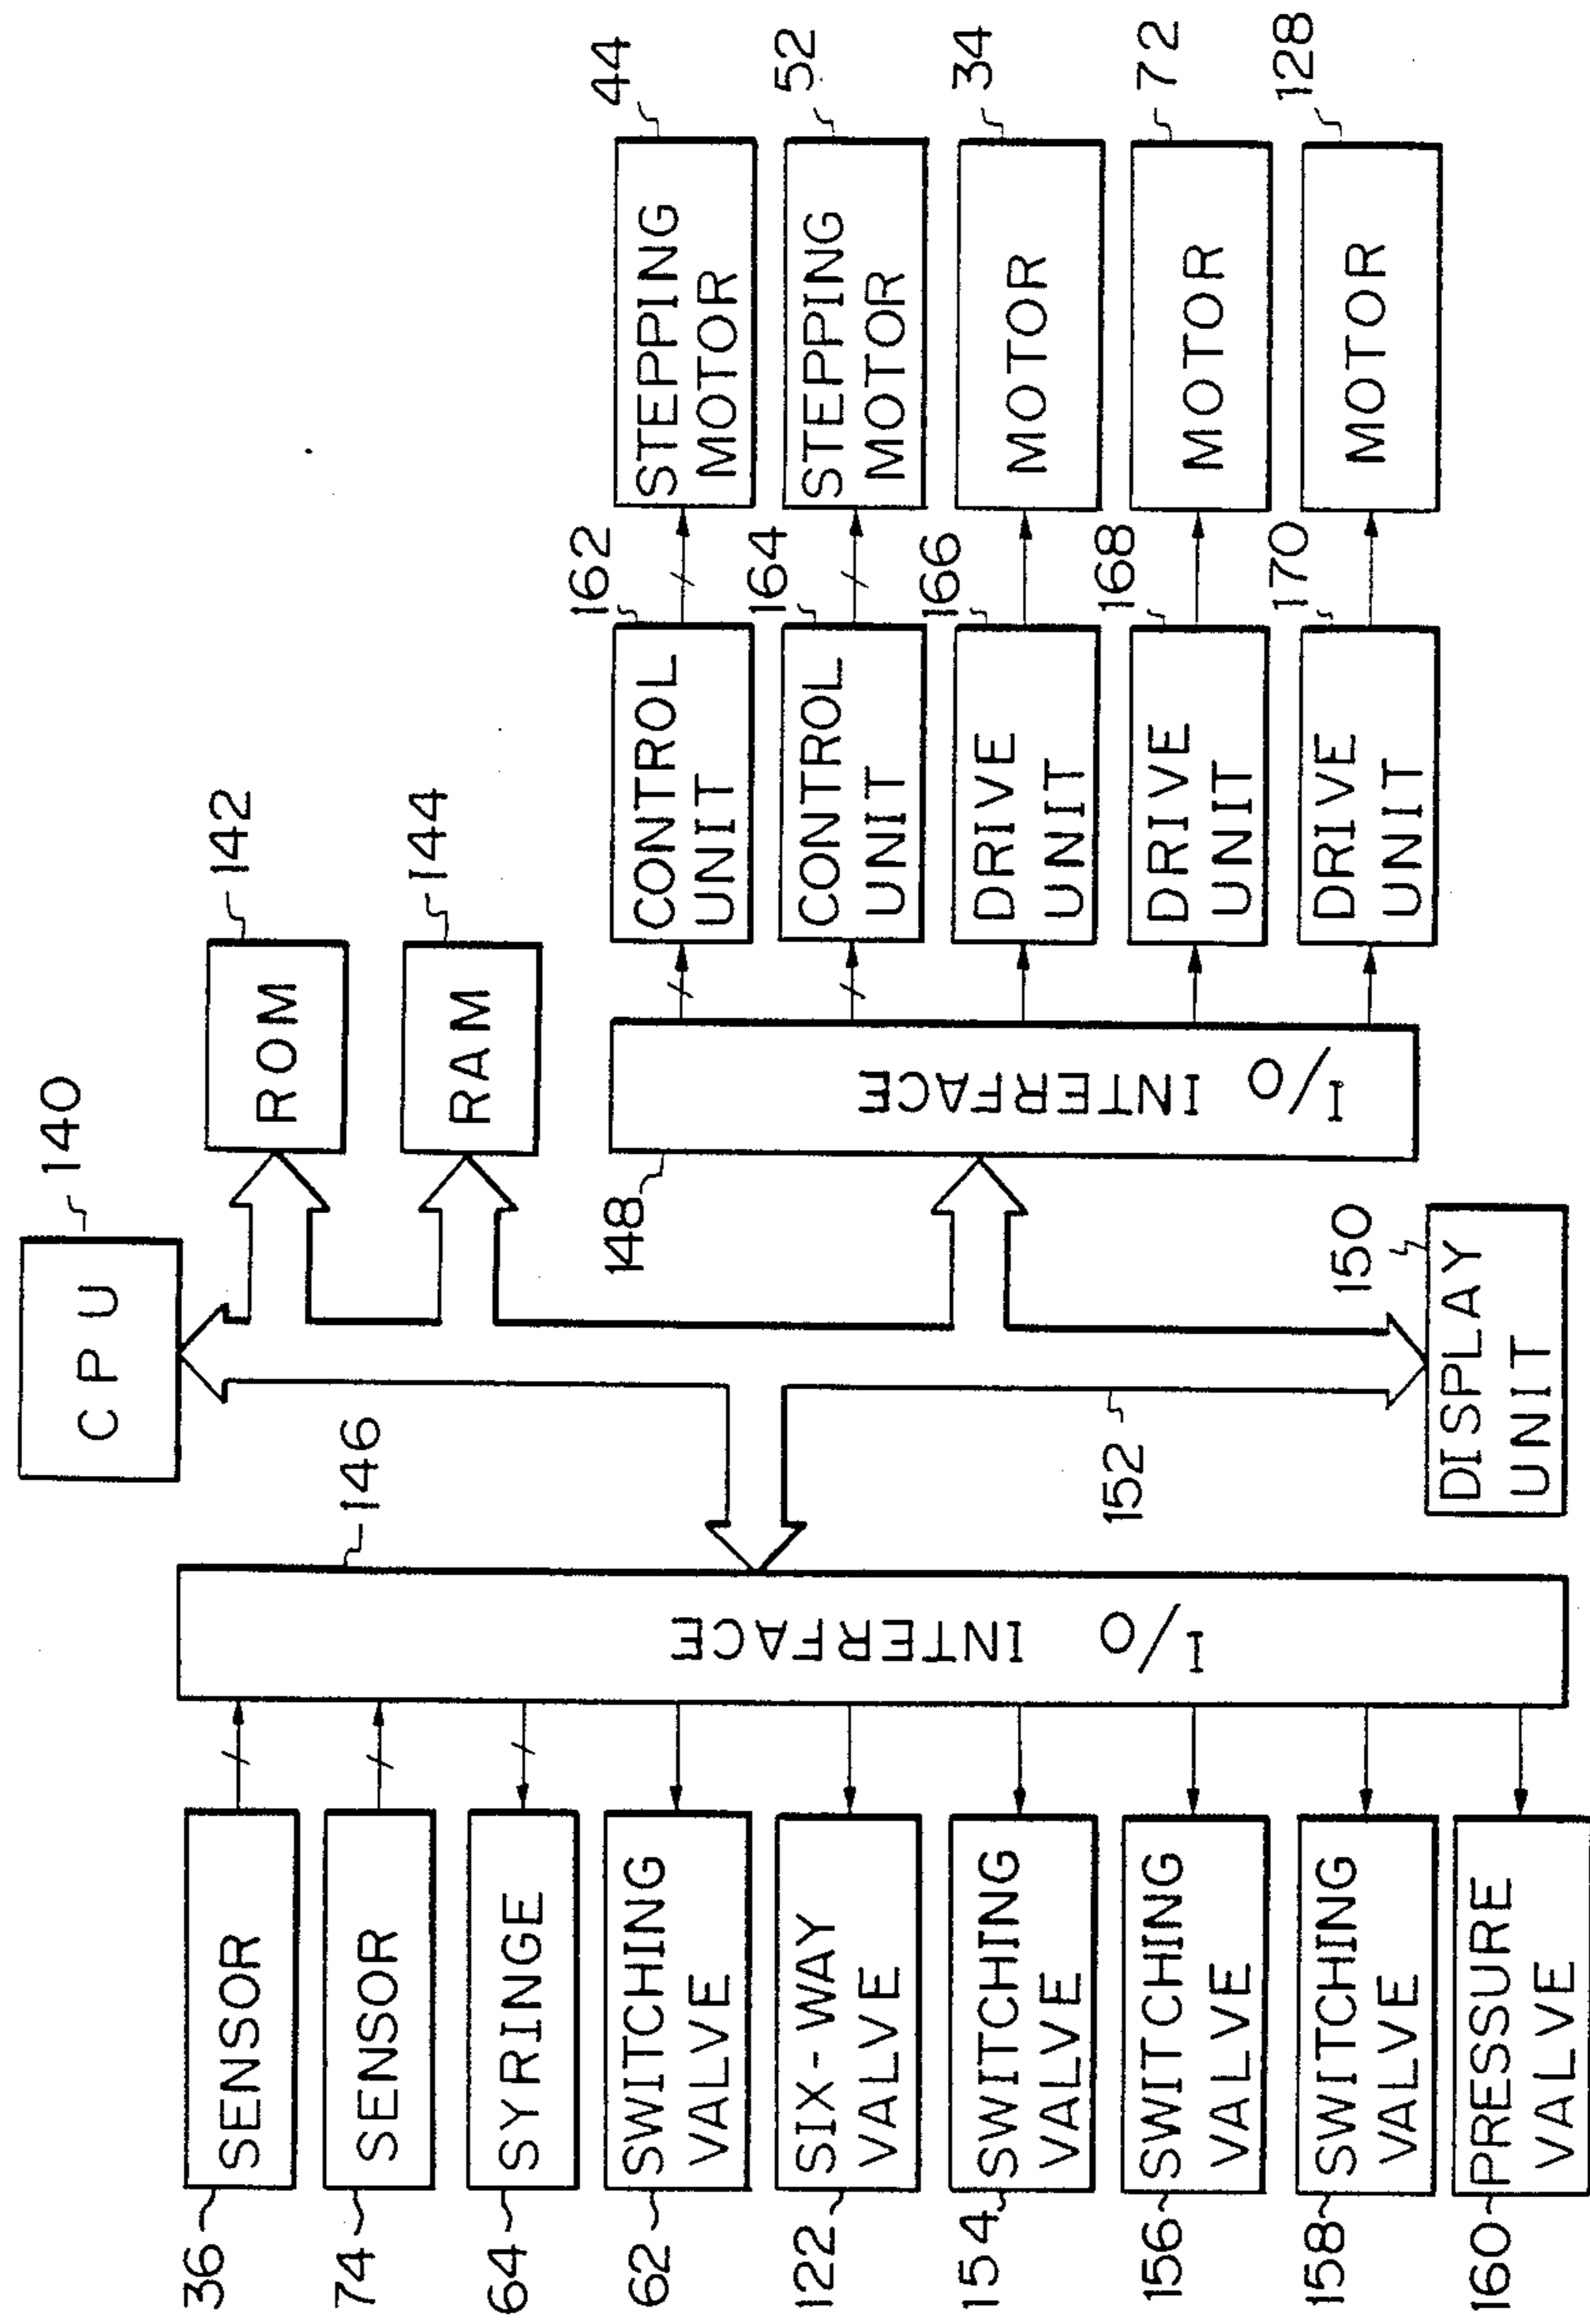 CPU
140
ROM
142
RAM
144
146
I/O INTERFACE
148
I/O INTERFACE
152
150
DISPLAY
UNIT
36
SENSOR
74
SENSOR
64
SYRINGE
62
SWITCHING
VALVE
122
SIX-WAY
VALVE
154
SWITCHING
VALVE
156
SWITCHING
VALVE
158
SWITCHING
VALVE
160
PRESSURE
VALVE
162
CONTROL
UNIT
44
STEPPING
MOTOR
164
CONTROL
UNIT
52
STEPPING
MOTOR
166
DRIVE
UNIT
34
MOTOR
168
DRIVE
UNIT
72
MOTOR
170
DRIVE
UNIT
128
MOTOR